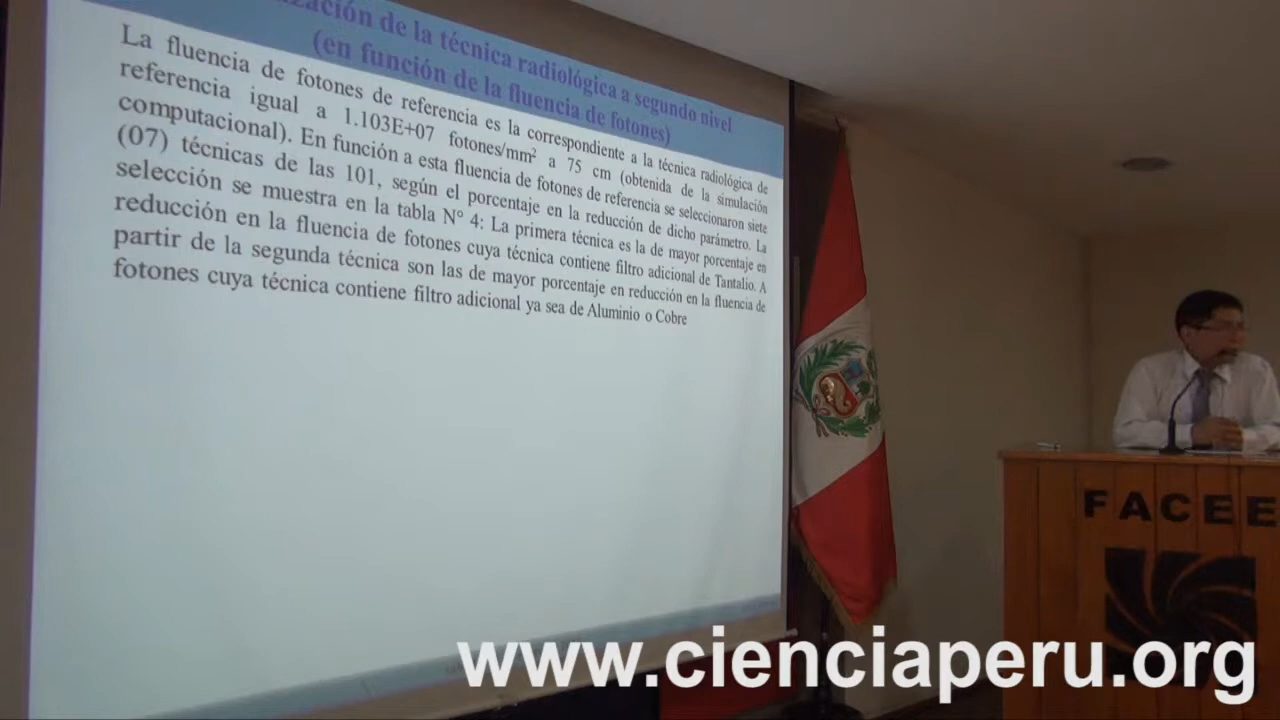 ización de la técnica radiológica a segundo nivel
(en función de la fluencia de fotones)
La fluencia de fotones de referencia es la correspondiente a la técnica radiológica de
referencia igual a 1.103E+07 fotones/mm² a 75 cm (obtenida de la simulación
computacional). En función a esta fluencia de fotones de referencia se seleccionaron siete
(07) técnicas de las 101, según el porcentaje en la reducción de dicho parámetro. La
selección se muestra en la tabla N° 4: La primera técnica es la de mayor porcentaje en
reducción en la fluencia de fotones cuya técnica contiene filtro adicional de Tantalio. A
partir de la segunda técnica son las de mayor porcentaje en reducción en la fluencia de
fotones cuya técnica contiene filtro adicional ya sea de Aluminio o Cobre
FACEE
www.cienciaperu.org